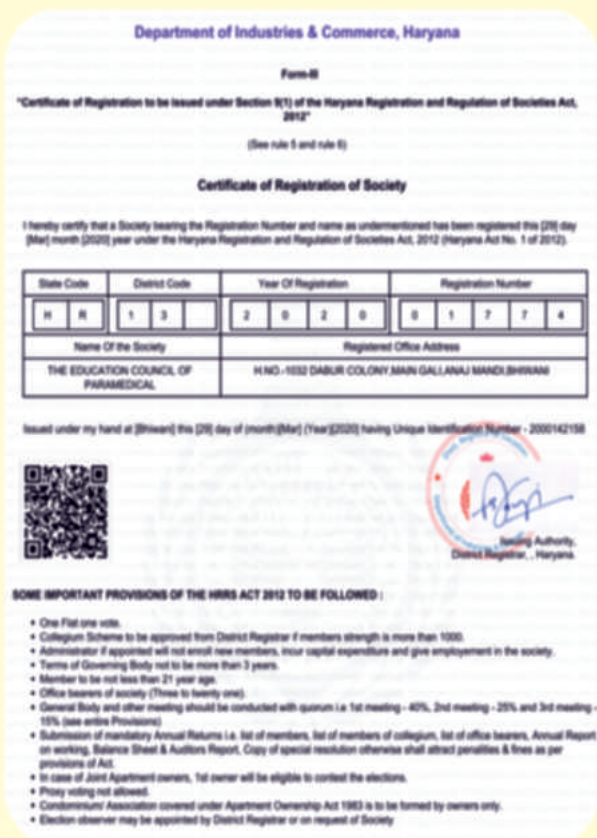 Department of Industries & Commerce, Haryana
Form-III
"Certificate of Registration to be issued under Section 9(1) of the Haryana Registration and Regulation of Societies Act,
2012"
(See rule 5 and rule 6)
Certificate of Registration of Society
I hereby certify that a Society bearing the Registration Number and name as undermentioned has been registered this [29] day
[Mar] month [2020] year under the Haryana Registration and Regulation of Societies Act, 2012 (Haryana Act No. 1 of 2012).
State Code District Code Year Of Registration Registration Number
H R 1 3 2 0 2 0 0 1 7 7 4
Name Of the Society Registered Office Address
THE EDUCATION COUNCIL OF H.NO.-1032 DABUR COLONY,MAIN GALI,ANAJ MANDI,BHIWANI
PARAMEDICAL
Issued under my hand at [Bhiwani] this [29] day of (month)[Mar] (Year)[2020] having Unique Identification Number - 2000142158
Issuing Authority,
District Registrar, , Haryana
SOME IMPORTANT PROVISIONS OF THE HRRS ACT 2012 TO BE FOLLOWED :
• One Flat one vote.
• Collegium Scheme to be approved from District Registrar if members strength is more than 1000.
• Administrator if appointed will not enroll new members, incur capital expenditure and give employement in the society.
• Terms of Governing Body not to be more than 3 years.
• Member to be not less than 21 year age.
• Office bearers of society (Three to twenty one).
• General Body and other meeting should be conducted with quorum i.e 1st meeting - 40%, 2nd meeting - 25% and 3rd meeting -
15% (see entire Provisions)
• Submission of mandatory Annual Returns i.e. list of members, list of members of collegium, list of office bearers, Annual Report
on working, Balance Sheet & Auditors Report, Copy of special resolution otherwise shall attract penalities & fines as per
provisions of Act.
• In case of Joint Apartment owners, 1st owner will be eligible to contest the elections.
• Proxy voting not allowed.
• Condominium/ Association covered under Apartment Ownership Act 1983 is to be formed by owners only.
• Election observer may be appointed by District Registrar or on request of Society